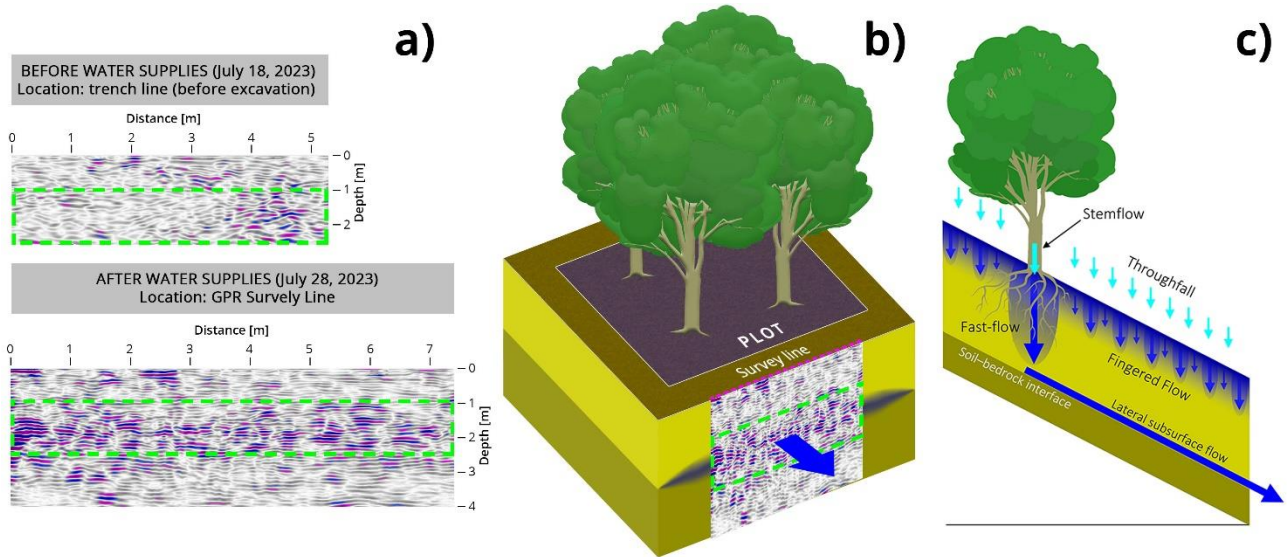 a)
BEFORE WATER SUPPLIES (July 18, 2023)
Location: trench line (before excavation)
Distance [m]
0 1 2 3 4 5
0
1
2
Depth [m]
AFTER WATER SUPPLIES (July 28, 2023)
Location: GPR Survely Line
Distance [m]
0 1 2 3 4 5 6 7
0
1
2
3
4
Depth [m]
b)
PLOT
Survey line
c)
Stemflow
Throughfall
Fast-flow
Fingered Flow
Soil-bedrock interface
Lateral subsurface flow